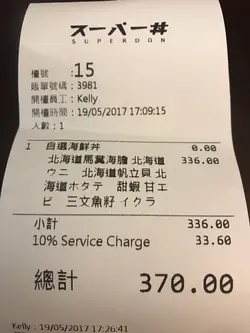 スーパー丼
SUPERDON
檯號 :15
賬單號碼 : 3981
開檯員工 : Kelly
開檯時間 : 19/05/2017 17:09:15
人數 : 1
1 自選海鮮丼 0.00
北海道馬糞海膽 北海道 336.00
ウニ 北海道帆立貝 北
海道ホタテ 甜蝦 甘エ
ビ 三文魚籽 イクラ
小計 336.00
10% Service Charge 33.60
總計 370.00
Kelly : 19/05/2017 17:26:41